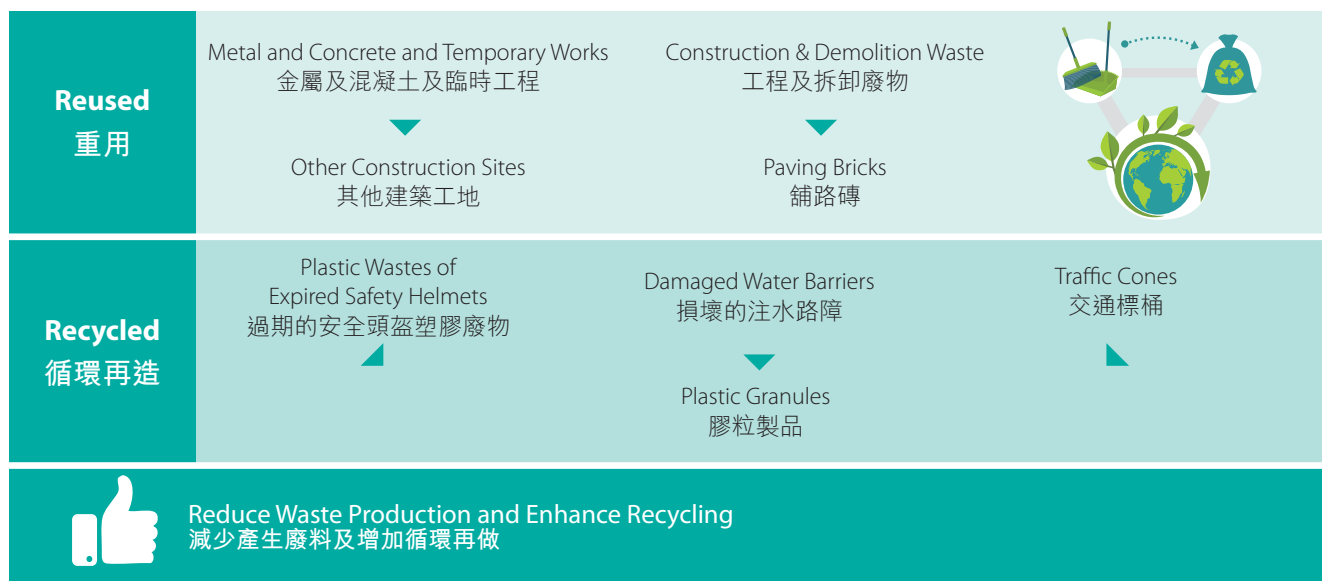 Reused
重用
Metal and Concrete and Temporary Works
金屬及混凝土及臨時工程
Other Construction Sites
其他建築工地
Construction & Demolition Waste
工程及拆卸廢物
Paving Bricks
舖路磚
Recycled
循環再造
Plastic Wastes of
Expired Safety Helmets
過期的安全頭盔塑膠廢物
Damaged Water Barriers
損壞的注水路障
Plastic Granules
膠粒製品
Traffic Cones
交通標桶
Reduce Waste Production and Enhance Recycling
減少產生廢料及增加循環再做